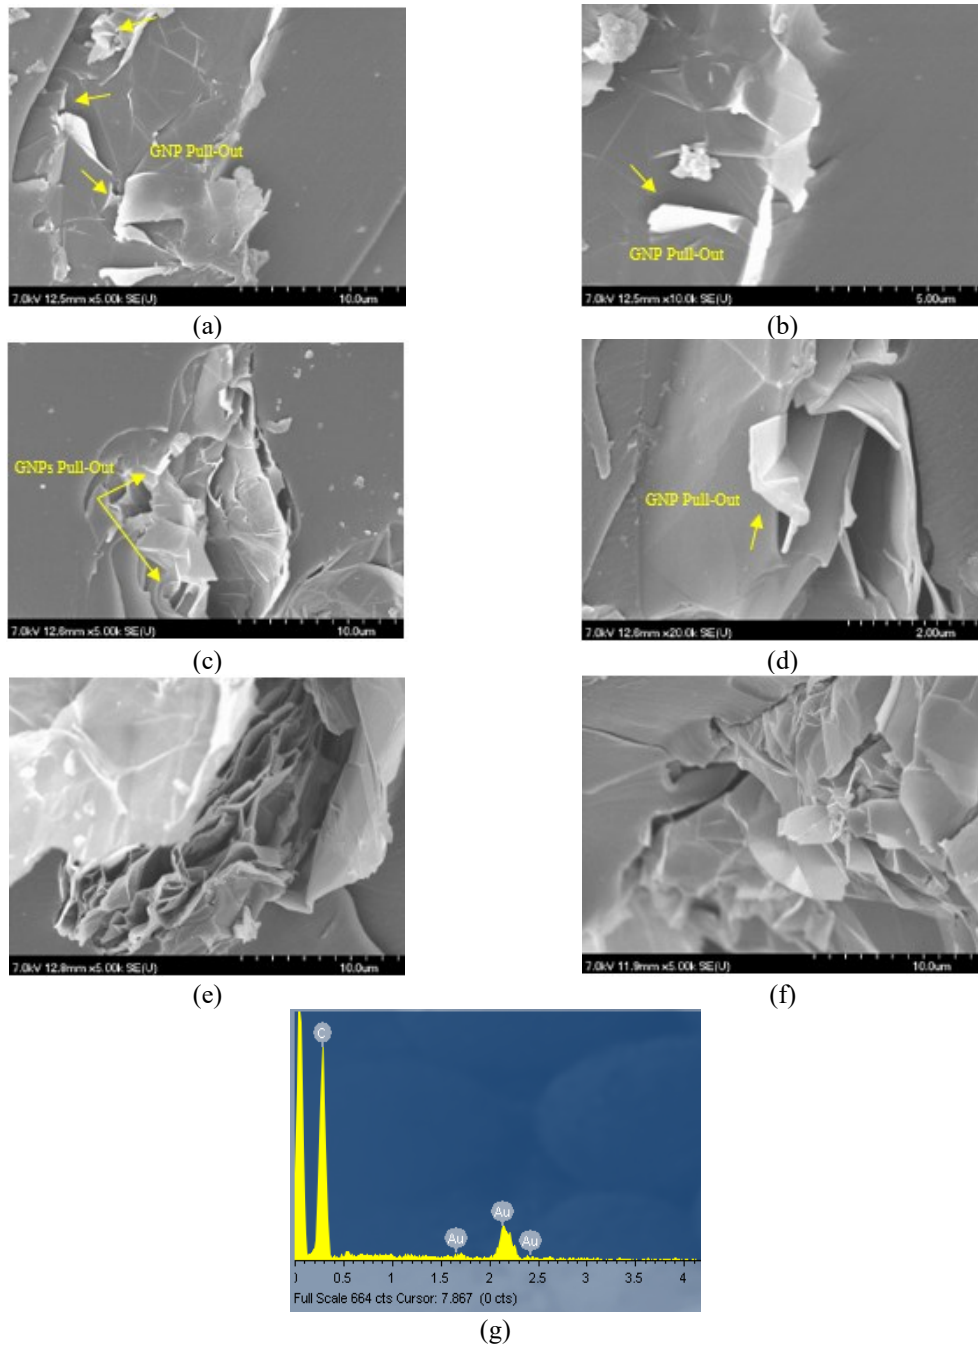 GNP Pull-Out
7.0kV 12.5mm x5.00k SE(U) 10.0um
(a)
GNP Pull-Out
7.0kV 12.5mm x10.0k SE(U) 5.00um
(b)
GNPs Pull-Out
7.0kV 12.6mm x5.00k SE(U) 10.0um
(c)
GNP Pull-Out
7.0kV 12.6mm x20.0k SE(U) 2.00um
(d)
7.0kV 12.8mm x5.00k SE(U) 10.0um
(e)
7.0kV 11.9mm x5.00k SE(U) 10.0um
(f)
C
Au Au Au
0.5 1 1.5 2 2.5 3 3.5 4
Full Scale 664 cts Cursor: 7.867 (0 cts)
(g)